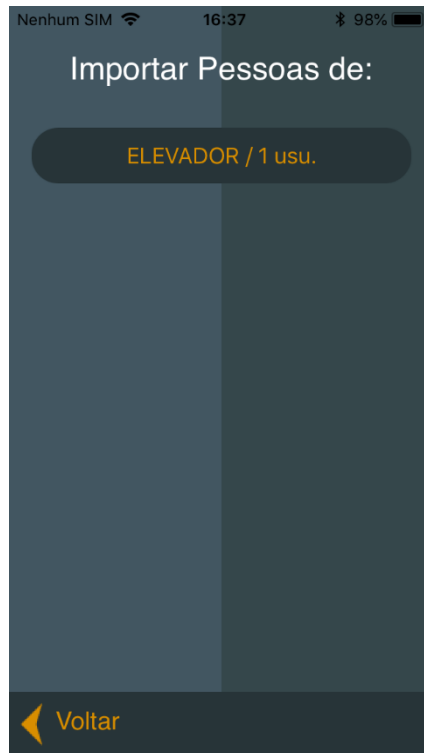 Nenhum SIM 16:37 98%
Importar Pessoas de:
ELEVADOR / 1 usu.
Voltar